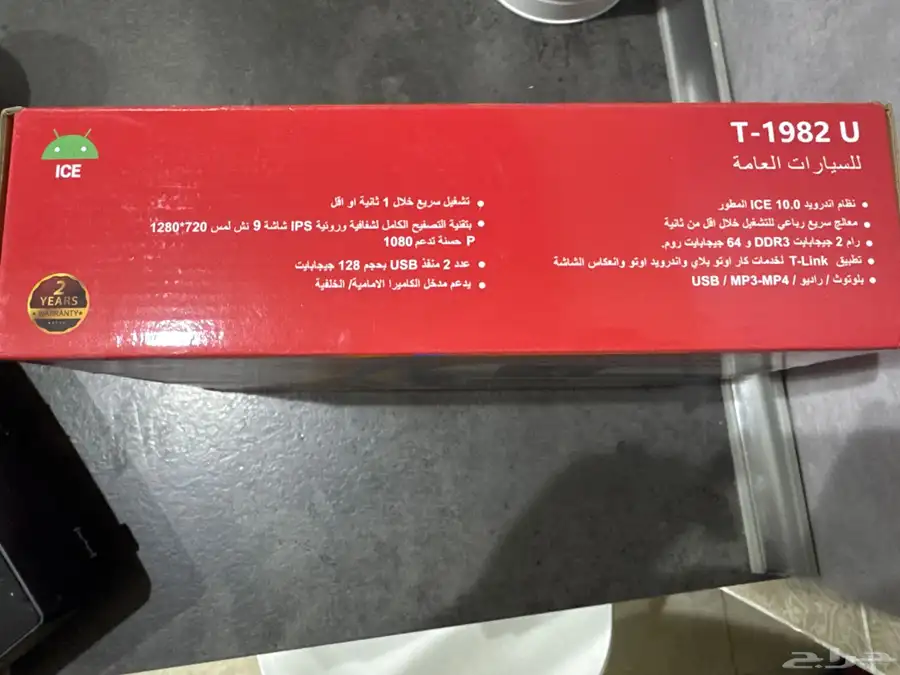 T-1982 U
للسيارات العامة
نظام اندرويد ICE 10.0 المطور
معالج سريع رباعي للتشغيل خلال اقل من ثانية
رام 2 جيجابايت DDR3 و 64 جيجابايت روم.
تطبيق T-Link لخدمات كار اوتو بلاي واندرويد اوتو وانعكاس الشاشة
بلوتوث / راديو / USB / MP3-MP4
تشغيل سريع خلال 1 ثانية او اقل
بتقنية التصفيح الكامل لشفافية ورونية IPS شاشة 9 نش لمس 720*1280
P حسنة تدعم 1080
عدد 2 منفذ USB بحجم 128 جيجابايت
يدعم مدخل الكاميرا الامامية/ الخلفية
ICE
2
YEARS
WARRANTY
حراج